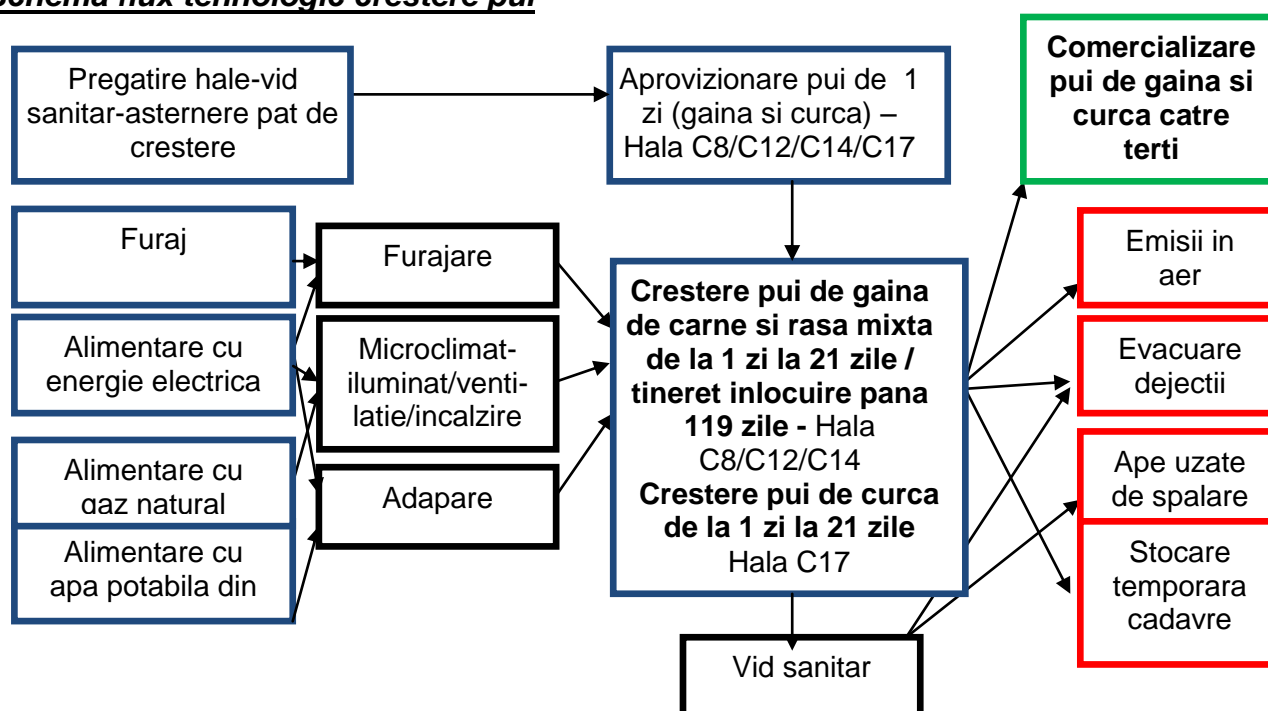 Schema flux tehnologic crestere pui
Pregatire hale-vid
sanitar-asternere pat de
crestere
Aprovizionare pui de 1
zi (gaina si curca) –
Hala C8/C12/C14/C17
Comercializare
pui de gaina si
curca catre
terti
Furaj
Furajare
Alimentare cu
energie electrica
Microclimat-
iluminat/venti-
latie/incalzire
Alimentare cu
gaz natural
Adapare
Alimentare cu
apa potabila din
Crestere pui de gaina
de carne si rasa mixta
de la 1 zi la 21 zile /
tineret inlocuire pana
119 zile - Hala
C8/C12/C14
Crestere pui de curca
de la 1 zi la 21 zile
Hala C17
Emisii in
aer
Evacuare
dejectii
Ape uzate
de spalare
Stocare
temporara
cadavre
Vid sanitar